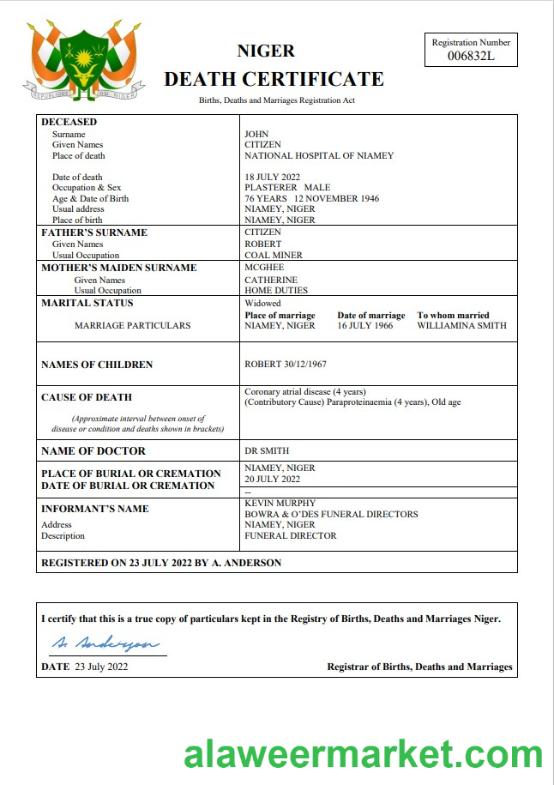 Registration Number
006832L
NIGER
DEATH CERTIFICATE
Births, Deaths and Marriages Registration Act
REPUBLIQUE DU NIGER
DECEASED
Surname JOHN
Given Names CITIZEN
Place of death NATIONAL HOSPITAL OF NIAMEY
Date of death 18 JULY 2022
Occupation & Sex PLASTERER MALE
Age & Date of Birth 76 YEARS 12 NOVEMBER 1946
Usual address NIAMEY, NIGER
Place of birth NIAMEY, NIGER
FATHER'S SURNAME CITIZEN
Given Names ROBERT
Usual Occupation COAL MINER
MOTHER'S MAIDEN SURNAME MCGHEE
Given Names CATHERINE
Usual Occupation HOME DUTIES
MARITAL STATUS Widowed
Place of marriage Date of marriage To whom married
MARRIAGE PARTICULARS NIAMEY, NIGER 16 JULY 1966 WILLIAMINA SMITH
NAMES OF CHILDREN ROBERT 30/12/1967
CAUSE OF DEATH Coronary atrial disease (4 years)
(Contributory Cause) Paraproteinaemia (4 years), Old age
(Approximate interval between onset of
disease or condition and deaths shown in brackets)
NAME OF DOCTOR DR SMITH
PLACE OF BURIAL OR CREMATION NIAMEY, NIGER
DATE OF BURIAL OR CREMATION 20 JULY 2022
--
INFORMANT'S NAME KEVIN MURPHY
BOWRA & O'DES FUNERAL DIRECTORS
Address NIAMEY, NIGER
Description FUNERAL DIRECTOR
REGISTERED ON 23 JULY 2022 BY A. ANDERSON
I certify that this is a true copy of particulars kept in the Registry of Births, Deaths and Marriages Niger.
A Anderson
DATE 23 July 2022 Registrar of Births, Deaths and Marriages
alaweermarket.com